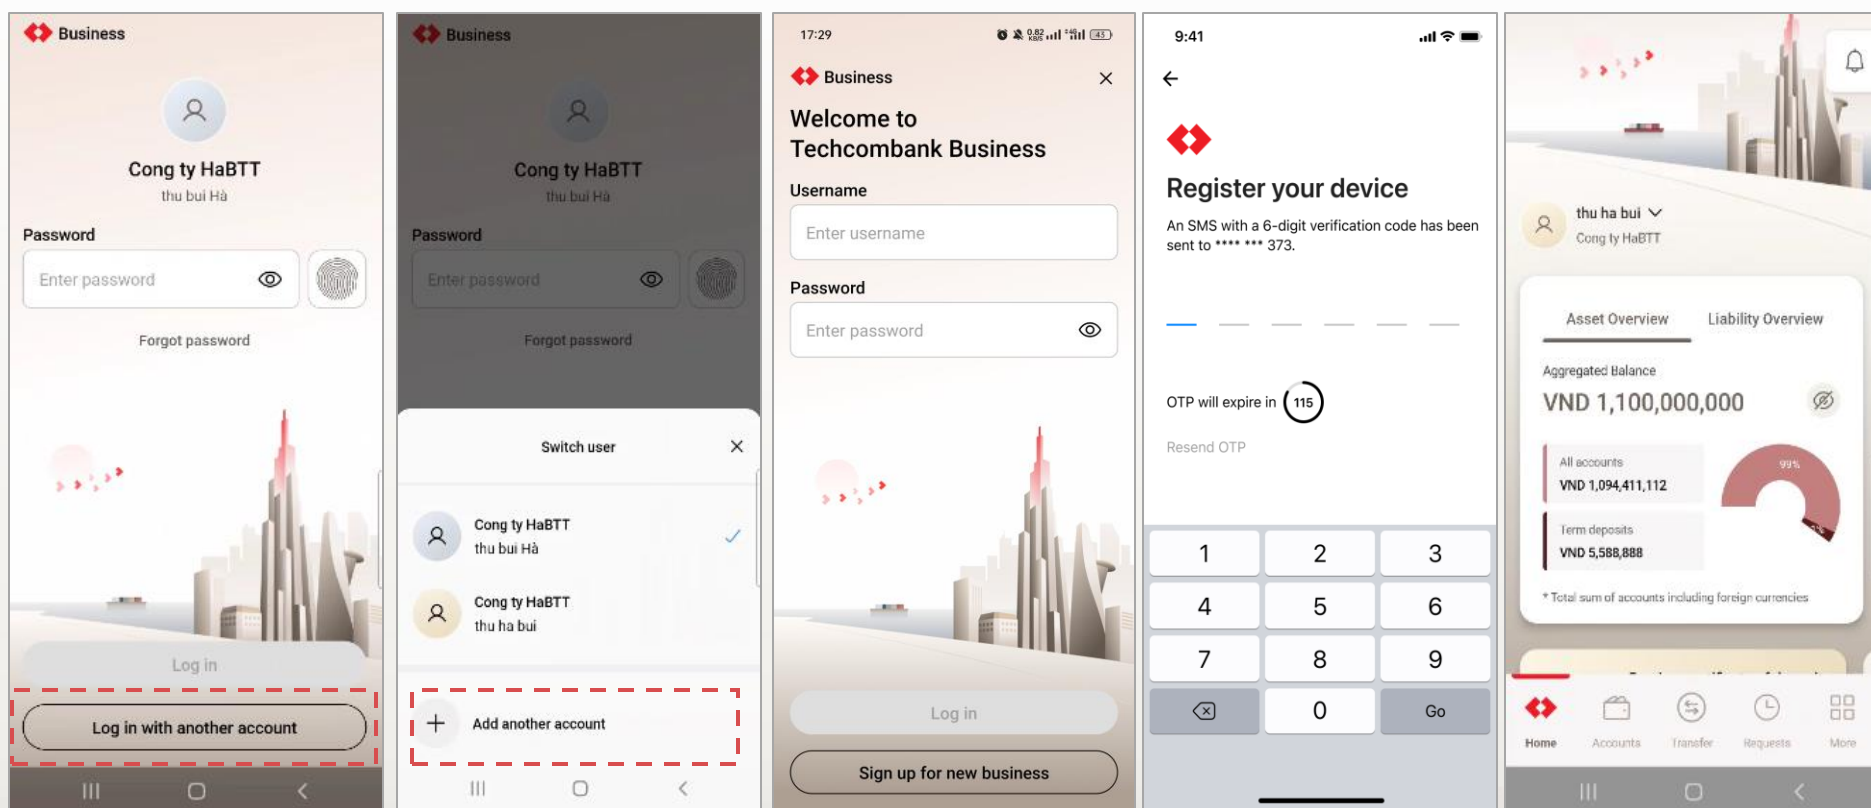 Business
Cong ty HaBTT
thu bui Hà
Password
Enter password
Forgot password
Log in
Log in with another account
Business
Cong ty HaBTT
thu bui Hà
Password
Enter password
Forgot password
Switch user
Cong ty HaBTT
thu bui Hà
Cong ty HaBTT
thu ha bui
Add another account
17:29
0.82 KB/S
45
Business
Welcome to
Techcombank Business
Username
Enter username
Password
Enter password
Log in
Sign up for new business
9:41
Register your device
An SMS with a 6-digit verification code has been
sent to **** *** 373.
OTP will expire in 115
Resend OTP
1 2 3
4 5 6
7 8 9
0 Go
thu ha bui
Cong ty HaBTT
Asset Overview Liability Overview
Aggregated Balance
VND 1,100,000,000
All accounts
VND 1,094,411,112
99%
Term deposits
VND 5,588,888
* Total sum of accounts including foreign currencies
Home Accounts Transfer Requests More